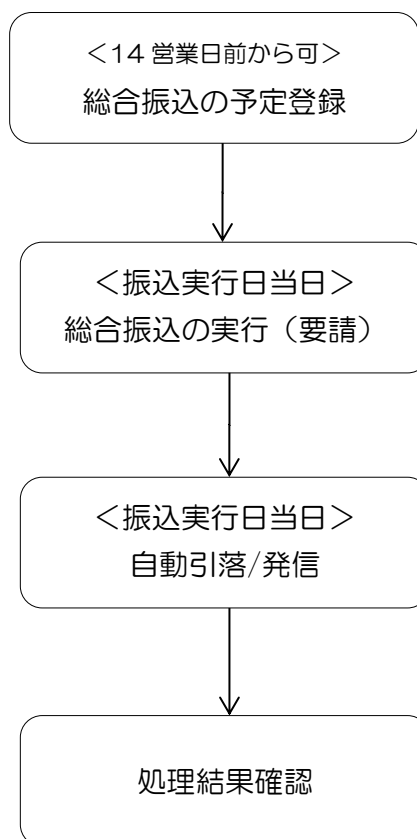 ＜14 営業日前から可＞
総合振込の予定登録
＜振込実行日当日＞
総合振込の実行（要請）
＜振込実行日当日＞
自動引落/発信
処理結果確認